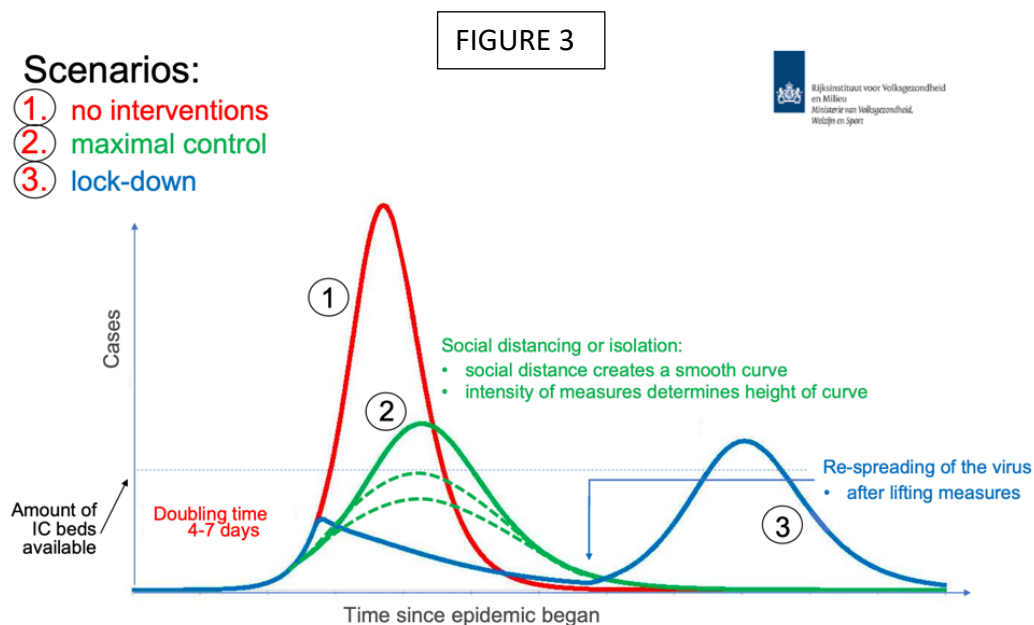 FIGURE 3
Scenarios:
1. no interventions
2. maximal control
3. lock-down
Rijksinstituut voor Volksgezondheid
en Milieu
Ministerie van Volksgezondheid,
Welzijn en Sport
Cases
1
2
Social distancing or isolation:
• social distance creates a smooth curve
• intensity of measures determines height of curve
Amount of
IC beds
available
Doubling time
4-7 days
Re-spreading of the virus
• after lifting measures
3
Time since epidemic began